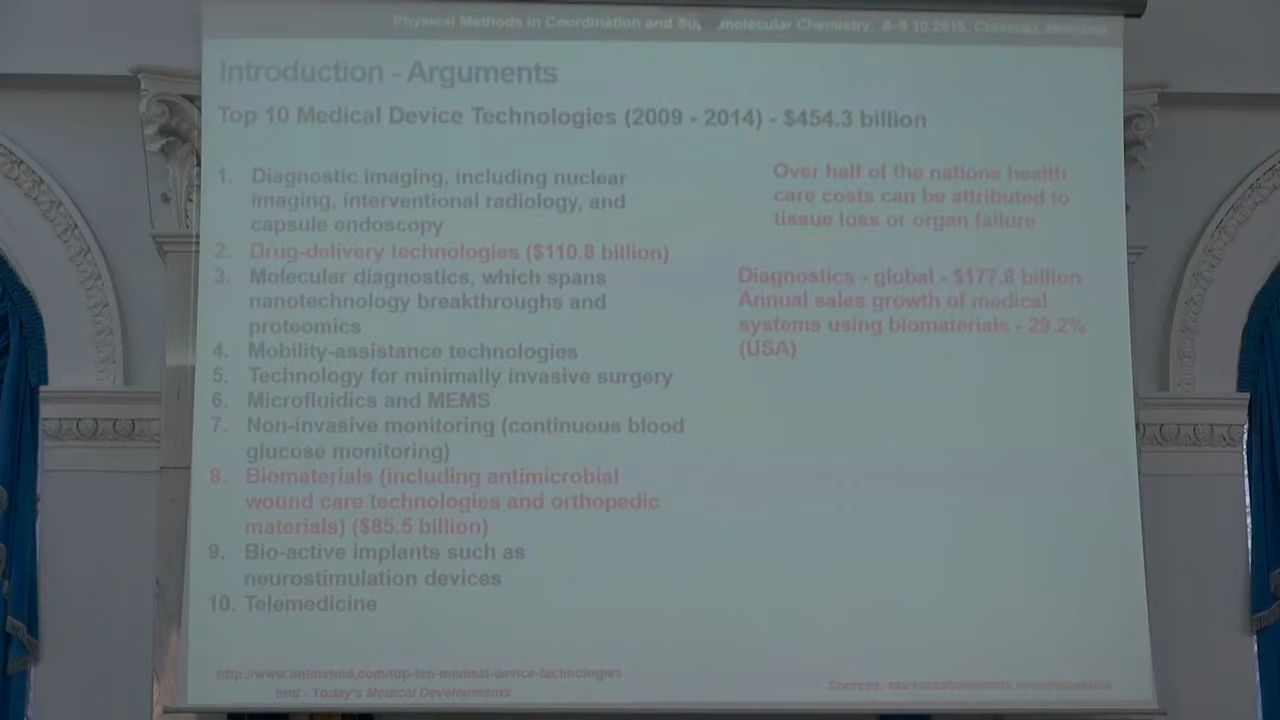 Physical Methods in Coordination and molecular Chemistry, 8-9.10.2015, Chisinau, Moldova
Introduction - Arguments
Top 10 Medical Device Technologies (2009 - 2014) - $454.3 billion
1. Diagnostic imaging, including nuclear
imaging, interventional radiology, and
capsule endoscopy
2. Drug-delivery technologies ($110.8 billion)
3. Molecular diagnostics, which spans
nanotechnology breakthroughs and
proteomics
4. Mobility-assistance technologies
5. Technology for minimally invasive surgery
6. Microfluidics and MEMS
7. Non-invasive monitoring (continuous blood
glucose monitoring)
8. Biomaterials (including antimicrobial
wound care technologies and orthopedic
materials) ($85.5 billion)
9. Bio-active implants such as
neurostimulation devices
10. Telemedicine
Over half of the nations health
care costs can be attributed to
tissue loss or organ failure
Diagnostics - global - $177.8 billion
Annual sales growth of medical
systems using biomaterials - 29.2%
(USA)
- Today's Medical Developments
Sources: